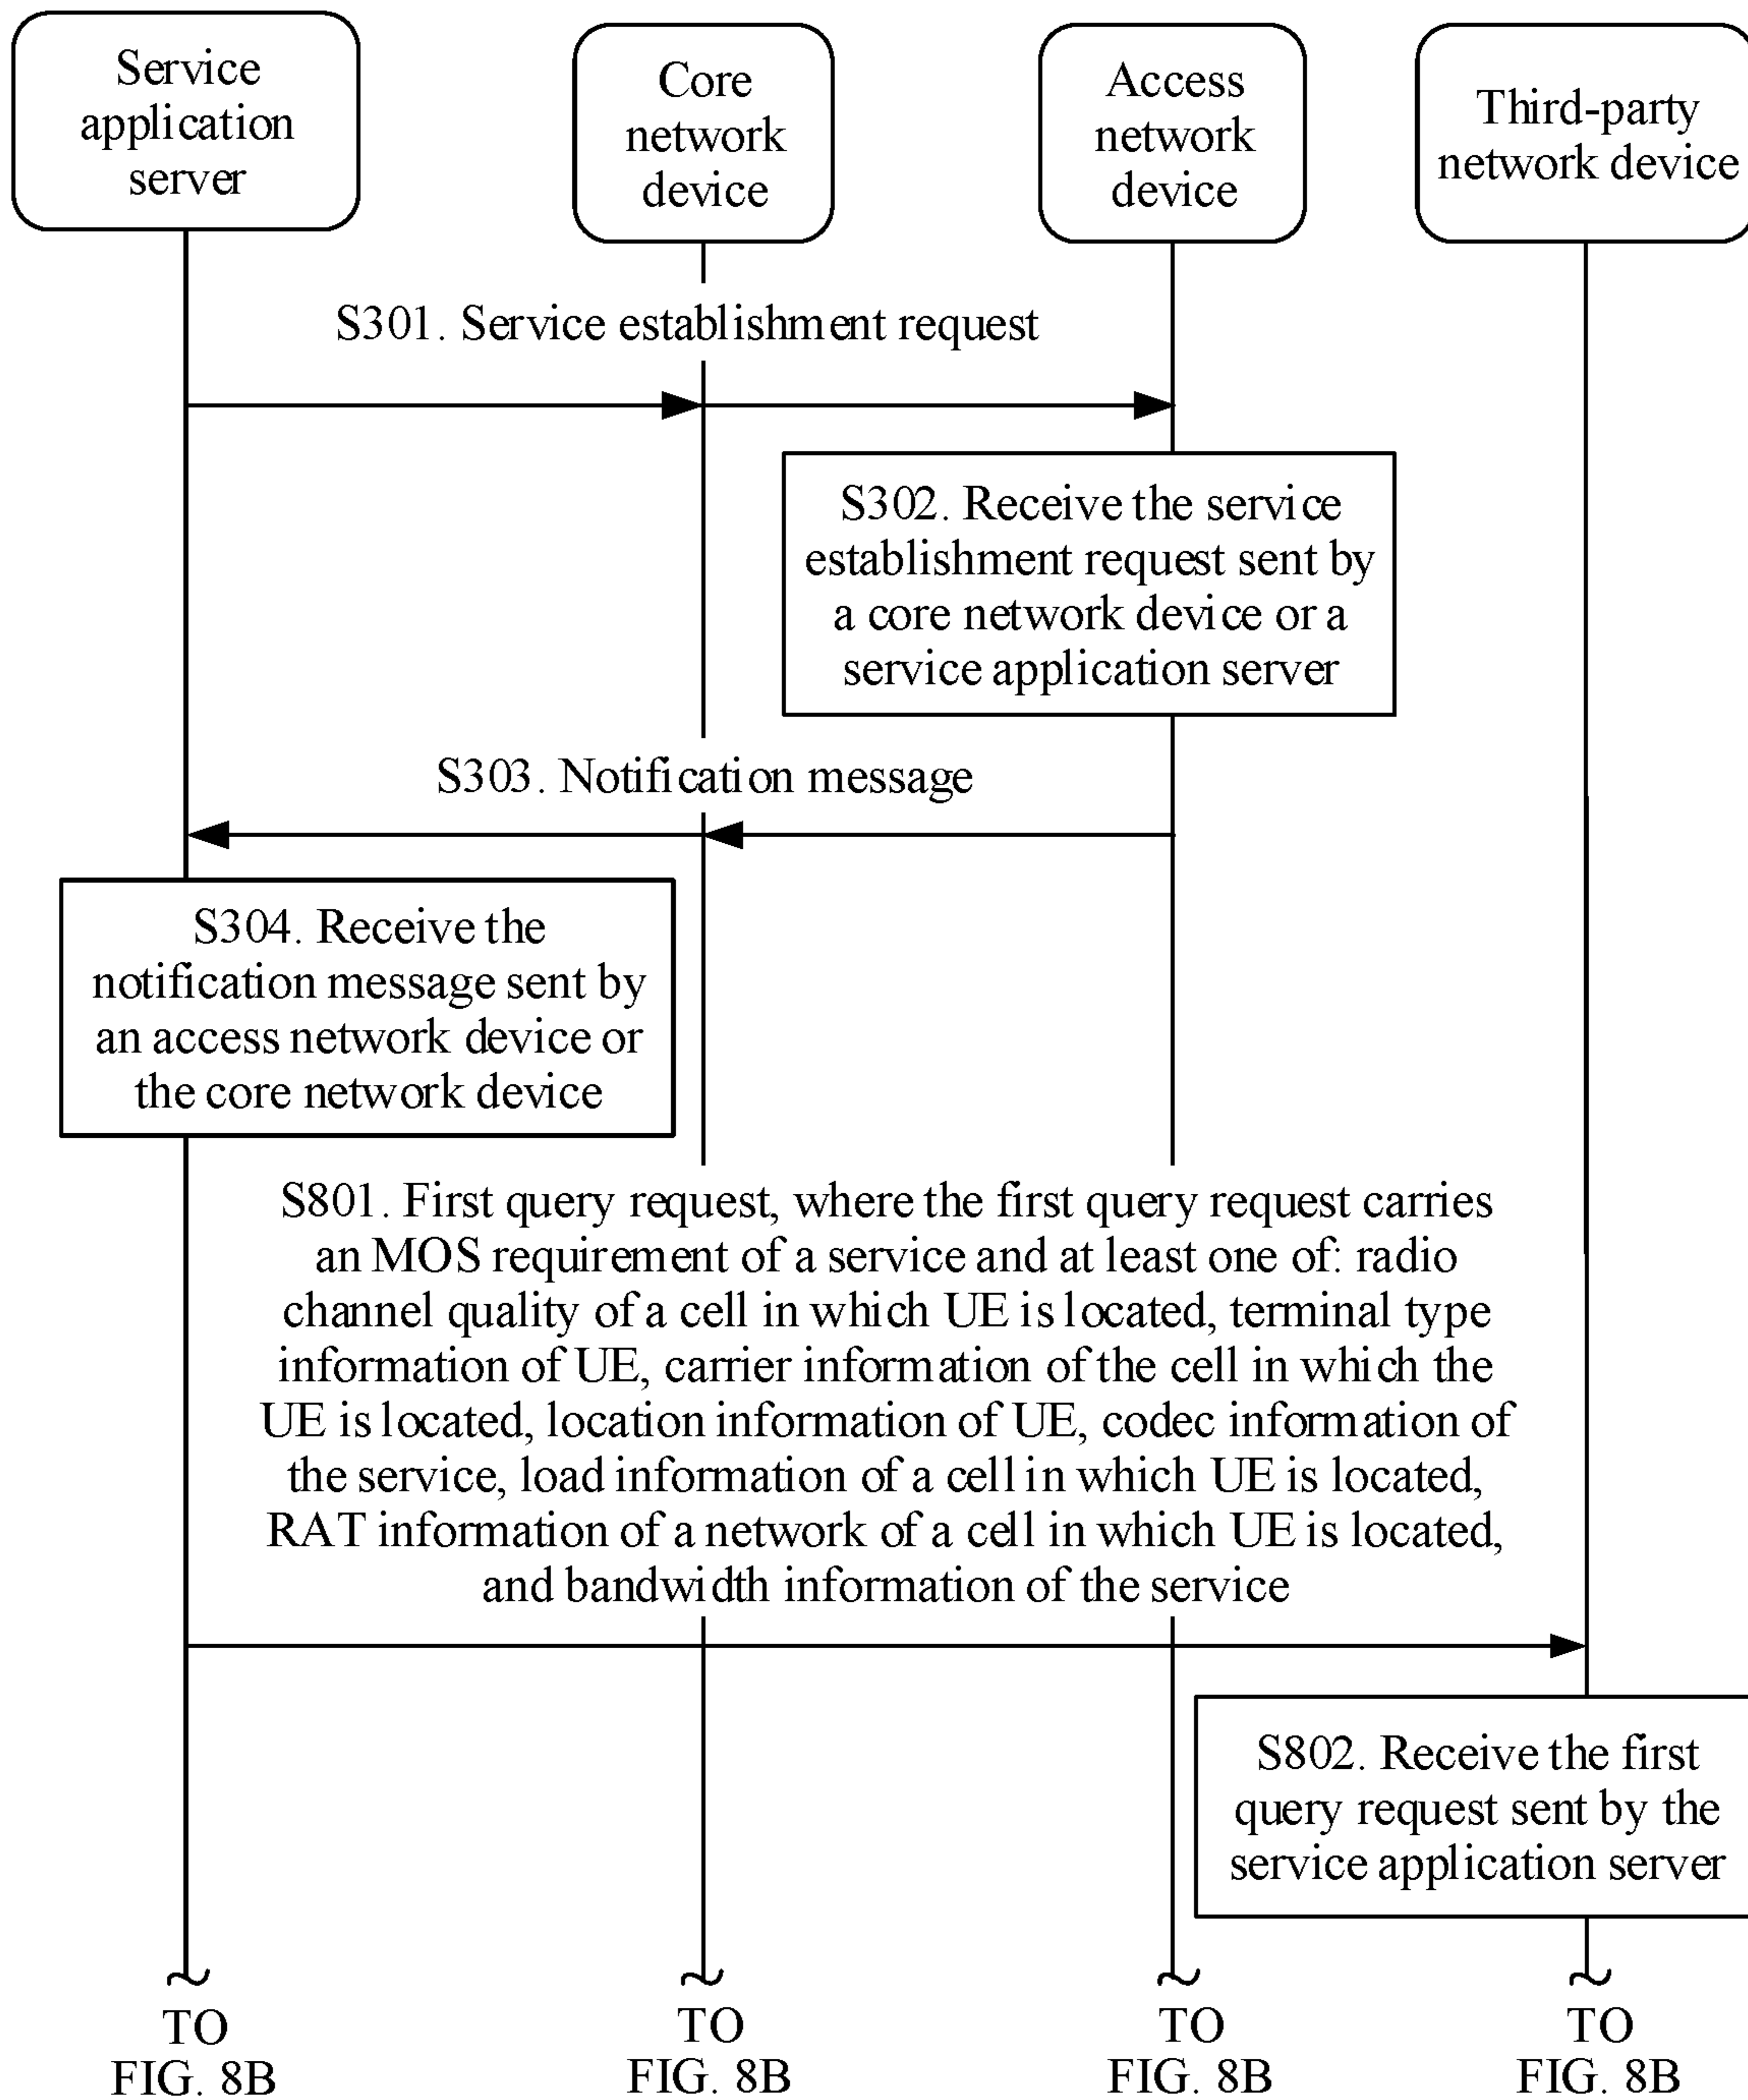 Service
application
server
Core
network
device
Access
network
device
Third-party
network device
S301. Service establishment request
S302. Receive the service
establishment request sent by
a core network device or a
service application server
S303. Notification message
S304. Receive the
notification message sent by
an access network device or
the core network device
S801. First query request, where the first query request carries
an MOS requirement of a service and at least one of: radio
channel quality of a cell in which UE is located, terminal type
information of UE, carrier information of the cell in which the
UE is located, location information of UE, codec information of
the service, load information of a cell in which UE is located,
RAT information of a network of a cell in which UE is located,
and bandwidth information of the service
S802. Receive the first
query request sent by the
service application server
TO
FIG. 8B
TO
FIG. 8B
TO
FIG. 8B
TO
FIG. 8B